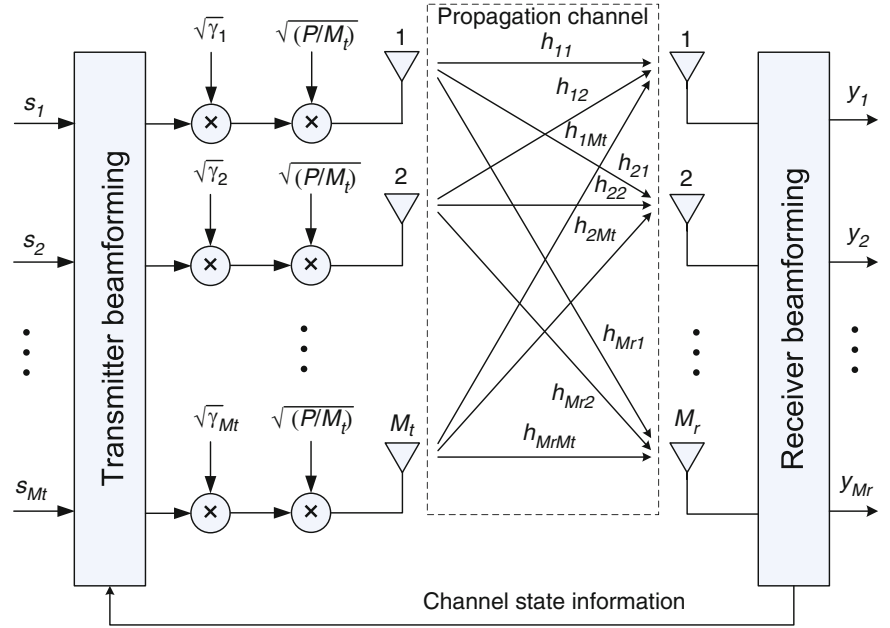 Propagation channel
√γ1
√(P/Mt)
1
h11
1
s1
×
×
h12
y1
h1Mt
√γ2
√(P/Mt)
2
h21
h22
2
s2
×
×
h2Mt
y2
Transmitter beamforming
Receiver beamforming
hMr1
√γMt
√(P/Mt)
Mt
hMr2
hMrMt
Mr
sMt
×
×
yMr
Channel state information